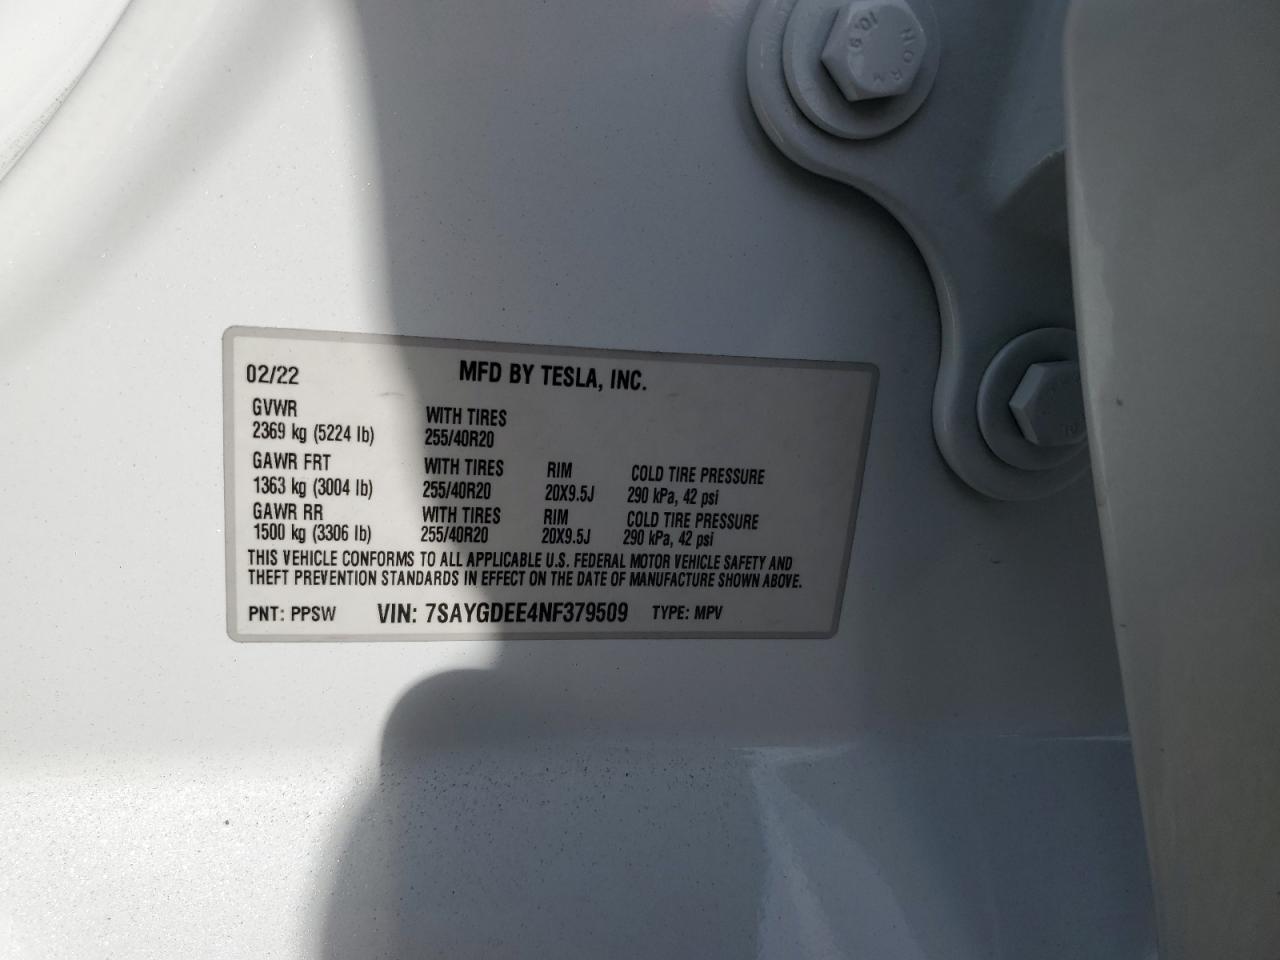 10.9
NORM
02/22 MFD BY TESLA, INC.
GVWR WITH TIRES
2369 kg (5224 lb) 255/40R20
GAWR FRT WITH TIRES RIM COLD TIRE PRESSURE
1363 kg (3004 lb) 255/40R20 20X9.5J 290 kPa, 42 psi
GAWR RR WITH TIRES RIM COLD TIRE PRESSURE
1500 kg (3306 lb) 255/40R20 20X9.5J 290 kPa, 42 psi
THIS VEHICLE CONFORMS TO ALL APPLICABLE U.S. FEDERAL MOTOR VEHICLE SAFETY AND
THEFT PREVENTION STANDARDS IN EFFECT ON THE DATE OF MANUFACTURE SHOWN ABOVE.
PNT: PPSW VIN: 7SAYGDEE4NF379509 TYPE: MPV